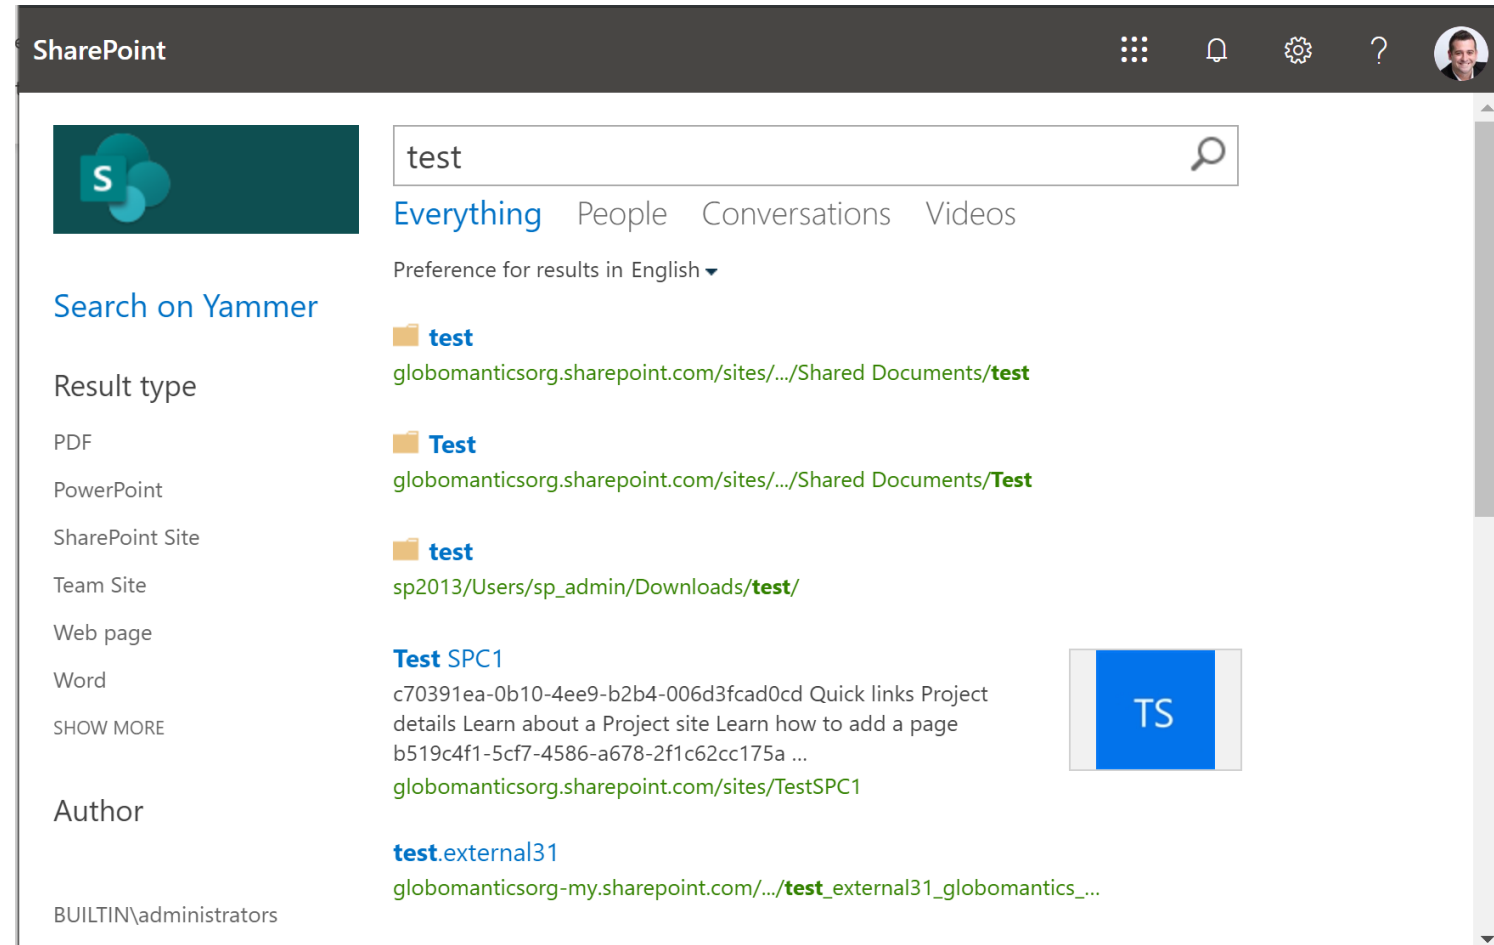 SharePoint
?
S
test
Everything People Conversations Videos
Preference for results in English
Search on Yammer
Result type
PDF
PowerPoint
SharePoint Site
Team Site
Web page
Word
SHOW MORE
Author
BUILTIN\administrators
test
globomanticsorg.sharepoint.com/sites/.../Shared Documents/test
Test
globomanticsorg.sharepoint.com/sites/.../Shared Documents/Test
test
sp2013/Users/sp_admin/Downloads/test/
Test SPC1
c70391ea-0b10-4ee9-b2b4-006d3fcad0cd Quick links Project
details Learn about a Project site Learn how to add a page
b519c4f1-5cf7-4586-a678-2f1c62cc175a ...
globomanticsorg.sharepoint.com/sites/TestSPC1
TS
test.external31
globomanticsorg-my.sharepoint.com/.../test_external31_globomantics_...